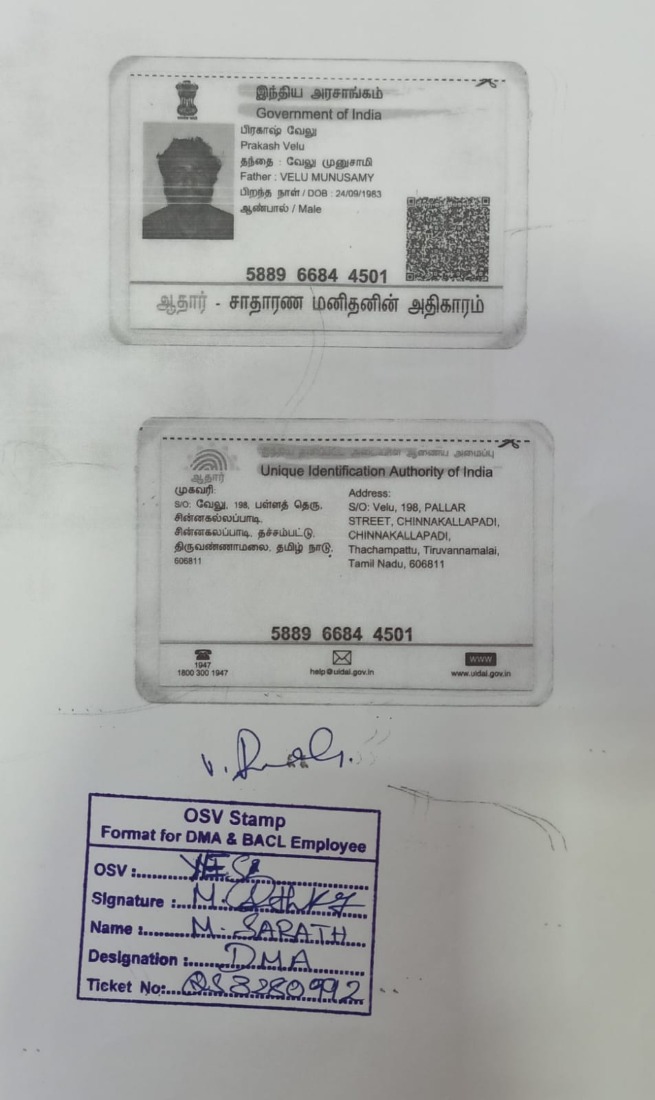 இந்திய அரசாங்கம்
Government of India
பிரகாஷ் வேலு
Prakash Velu
தந்தை : வேலு முனுசாமி
Father : VELU MUNUSAMY
பிறந்த நாள் / DOB : 24/09/1983
ஆண்பால் / Male
5889 6684 4501
ஆதார் - சாதாரண மனிதனின் அதிகாரம்
ஆணைய அமைப்பு
Unique Identification Authority of India
ஆதார்
முகவரி:
S/O: வேலு, 198, பள்ளத் தெரு,
சின்னகல்லப்பாடி,
சின்னகல்லப்பாடி, தச்சம்பட்டு,
திருவண்ணாமலை, தமிழ் நாடு,
606811
Address:
S/O: Velu, 198, PALLAR
STREET, CHINNAKALLAPADI,
CHINNAKALLAPADI,
Thachampattu, Tiruvannamalai,
Tamil Nadu, 606811
5889 6684 4501
1947
1800 300 1947
help@uidai.gov.in
WWW
www.uidai.gov.in
OSV Stamp
Format for DMA & BACL Employee
OSV : YES
Signature : M.
Name : M. SARATH
Designation : DMA
Ticket No: